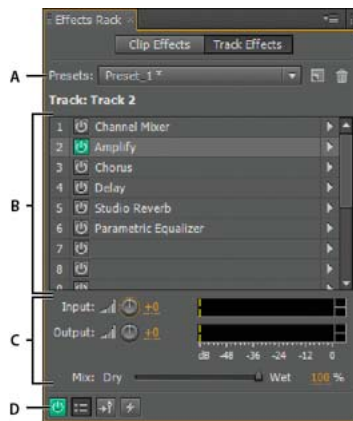 Effects Rack ×
Clip Effects Track Effects
A Presets: Preset_1 *
Track: Track 2
B
1 Channel Mixer
2 Amplify
3 Chorus
4 Delay
5 Studio Reverb
6 Parametric Equalizer
7
8
C
Input: +0
Output: +0
dB -48 -36 -24 -12 0
Mix: Dry Wet 100 %
D